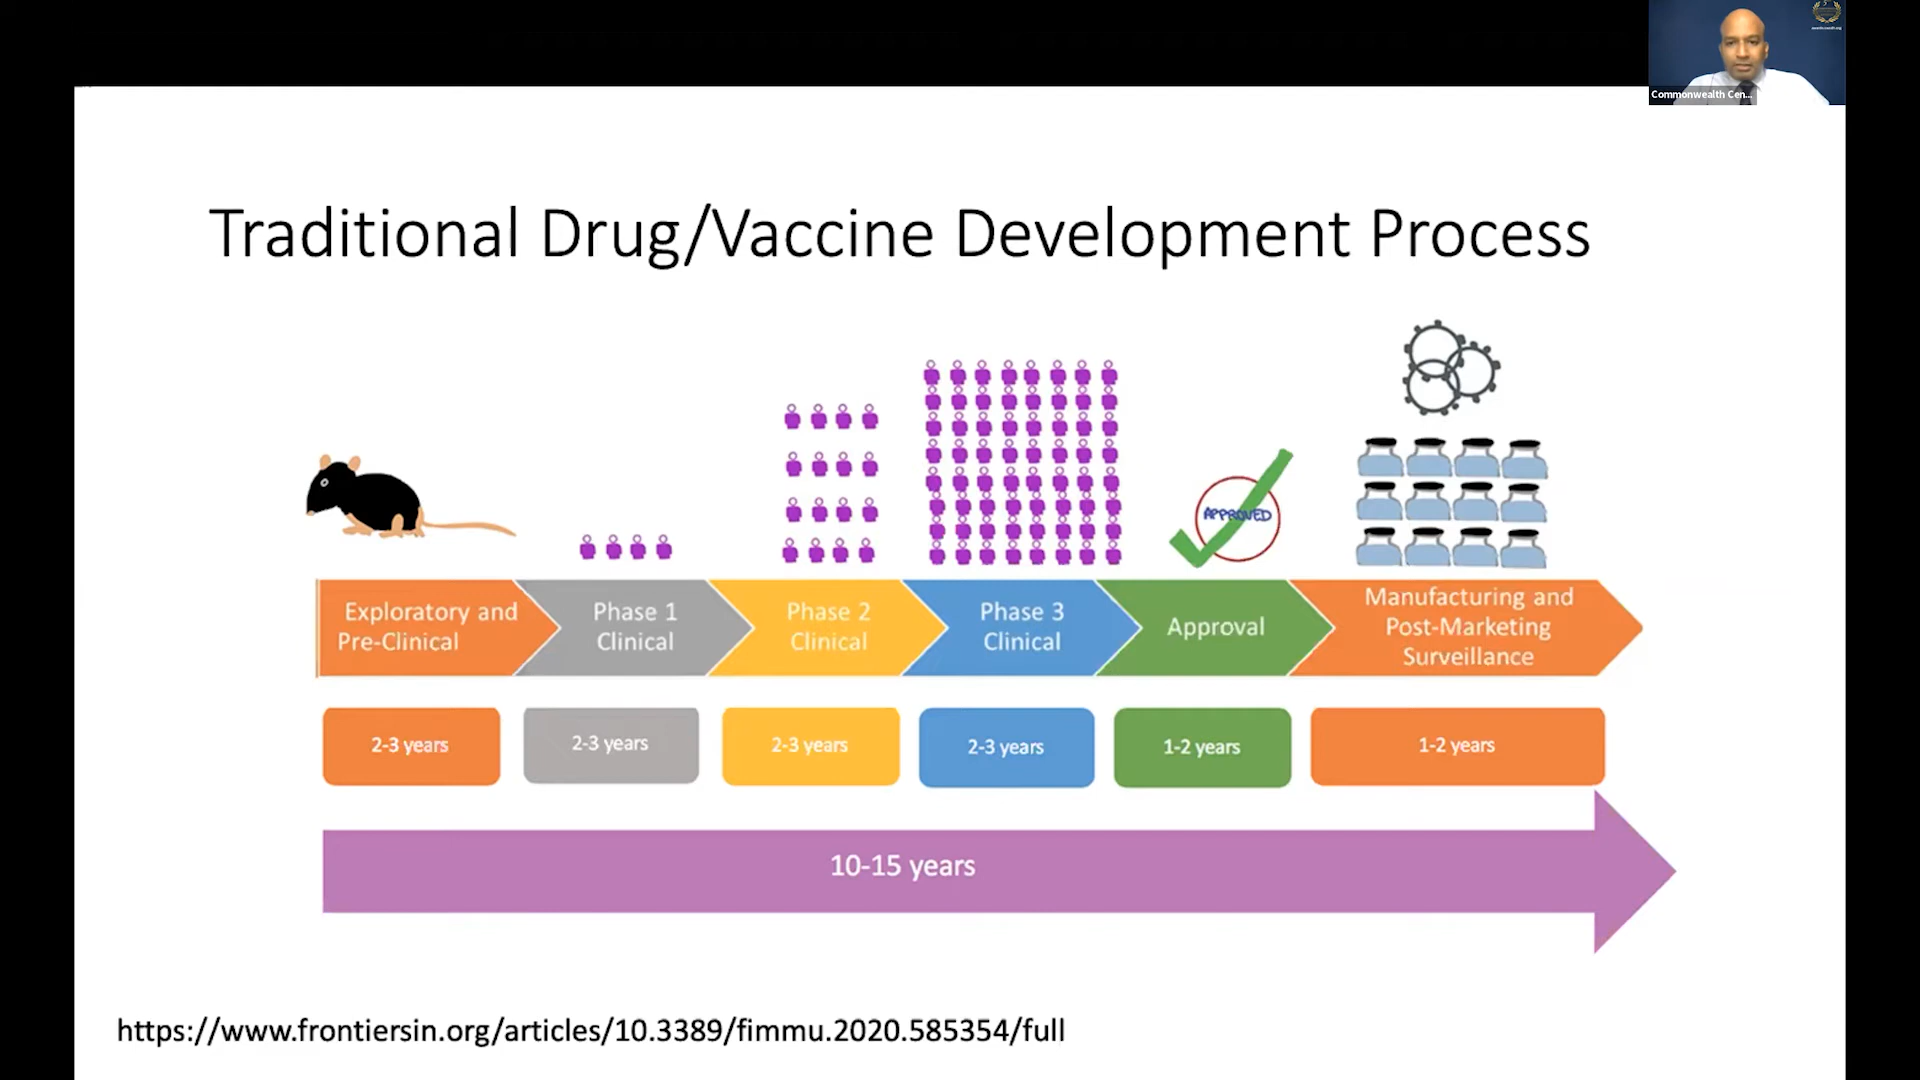 Commonwealth Cen...
Traditional Drug/Vaccine Development Process
APPROVED
Exploratory and
Pre-Clinical
Phase 1
Clinical
Phase 2
Clinical
Phase 3
Clinical
Approval
Manufacturing and
Post-Marketing
Surveillance
2-3 years
2-3 years
2-3 years
2-3 years
1-2 years
1-2 years
10-15 years
https://www.frontiersin.org/articles/10.3389/fimmu.2020.585354/full